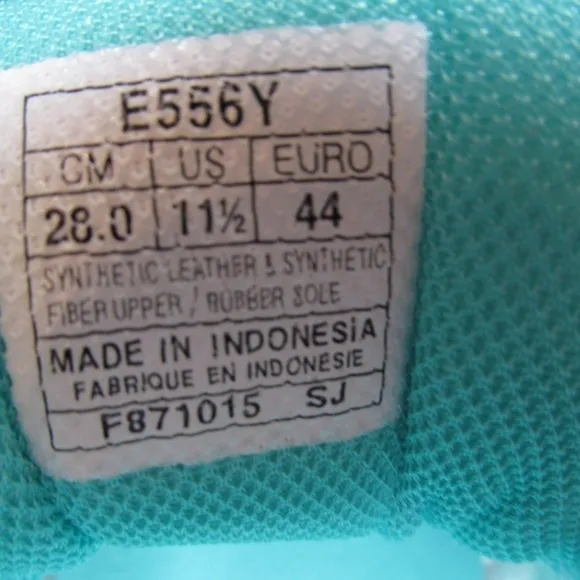 E556Y
CM US EURO
28.0 11½ 44
SYNTHETIC LEATHER & SYNTHETIC
FIBER UPPER / RUBBER SOLE
MADE IN INDONESIA
FABRIQUE EN INDONESIE
F871015 SJ